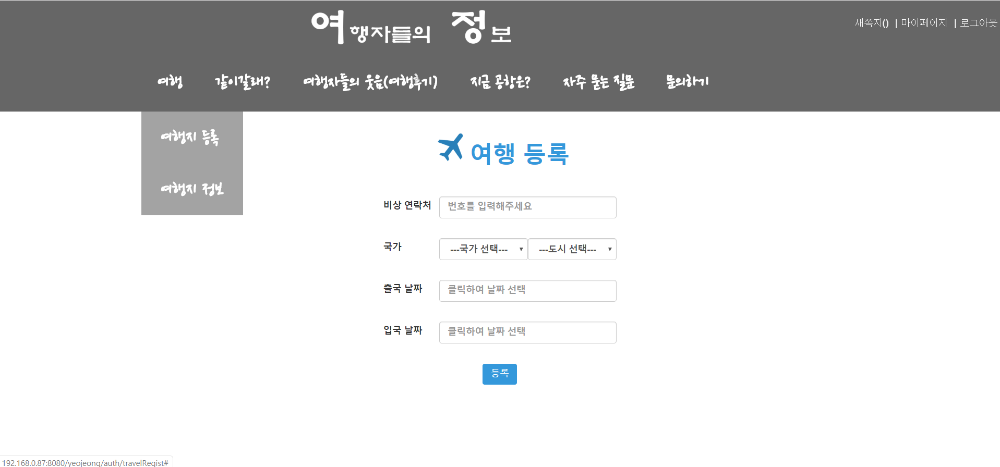 여행자들의 정보
새쪽지() | 마이페이지 | 로그아웃
여행 같이갈래? 여행자들의 웃음(여행후기) 지금 공항은? 자주 묻는 질문 문의하기
여행지 등록
여행지 정보
여행 등록
비상 연락처 번호를 입력해주세요
국가 ---국가 선택--- ---도시 선택---
출국 날짜 클릭하여 날짜 선택
입국 날짜 클릭하여 날짜 선택
등록
192.168.0.87:8080/yeojeong/auth/travelRegist#